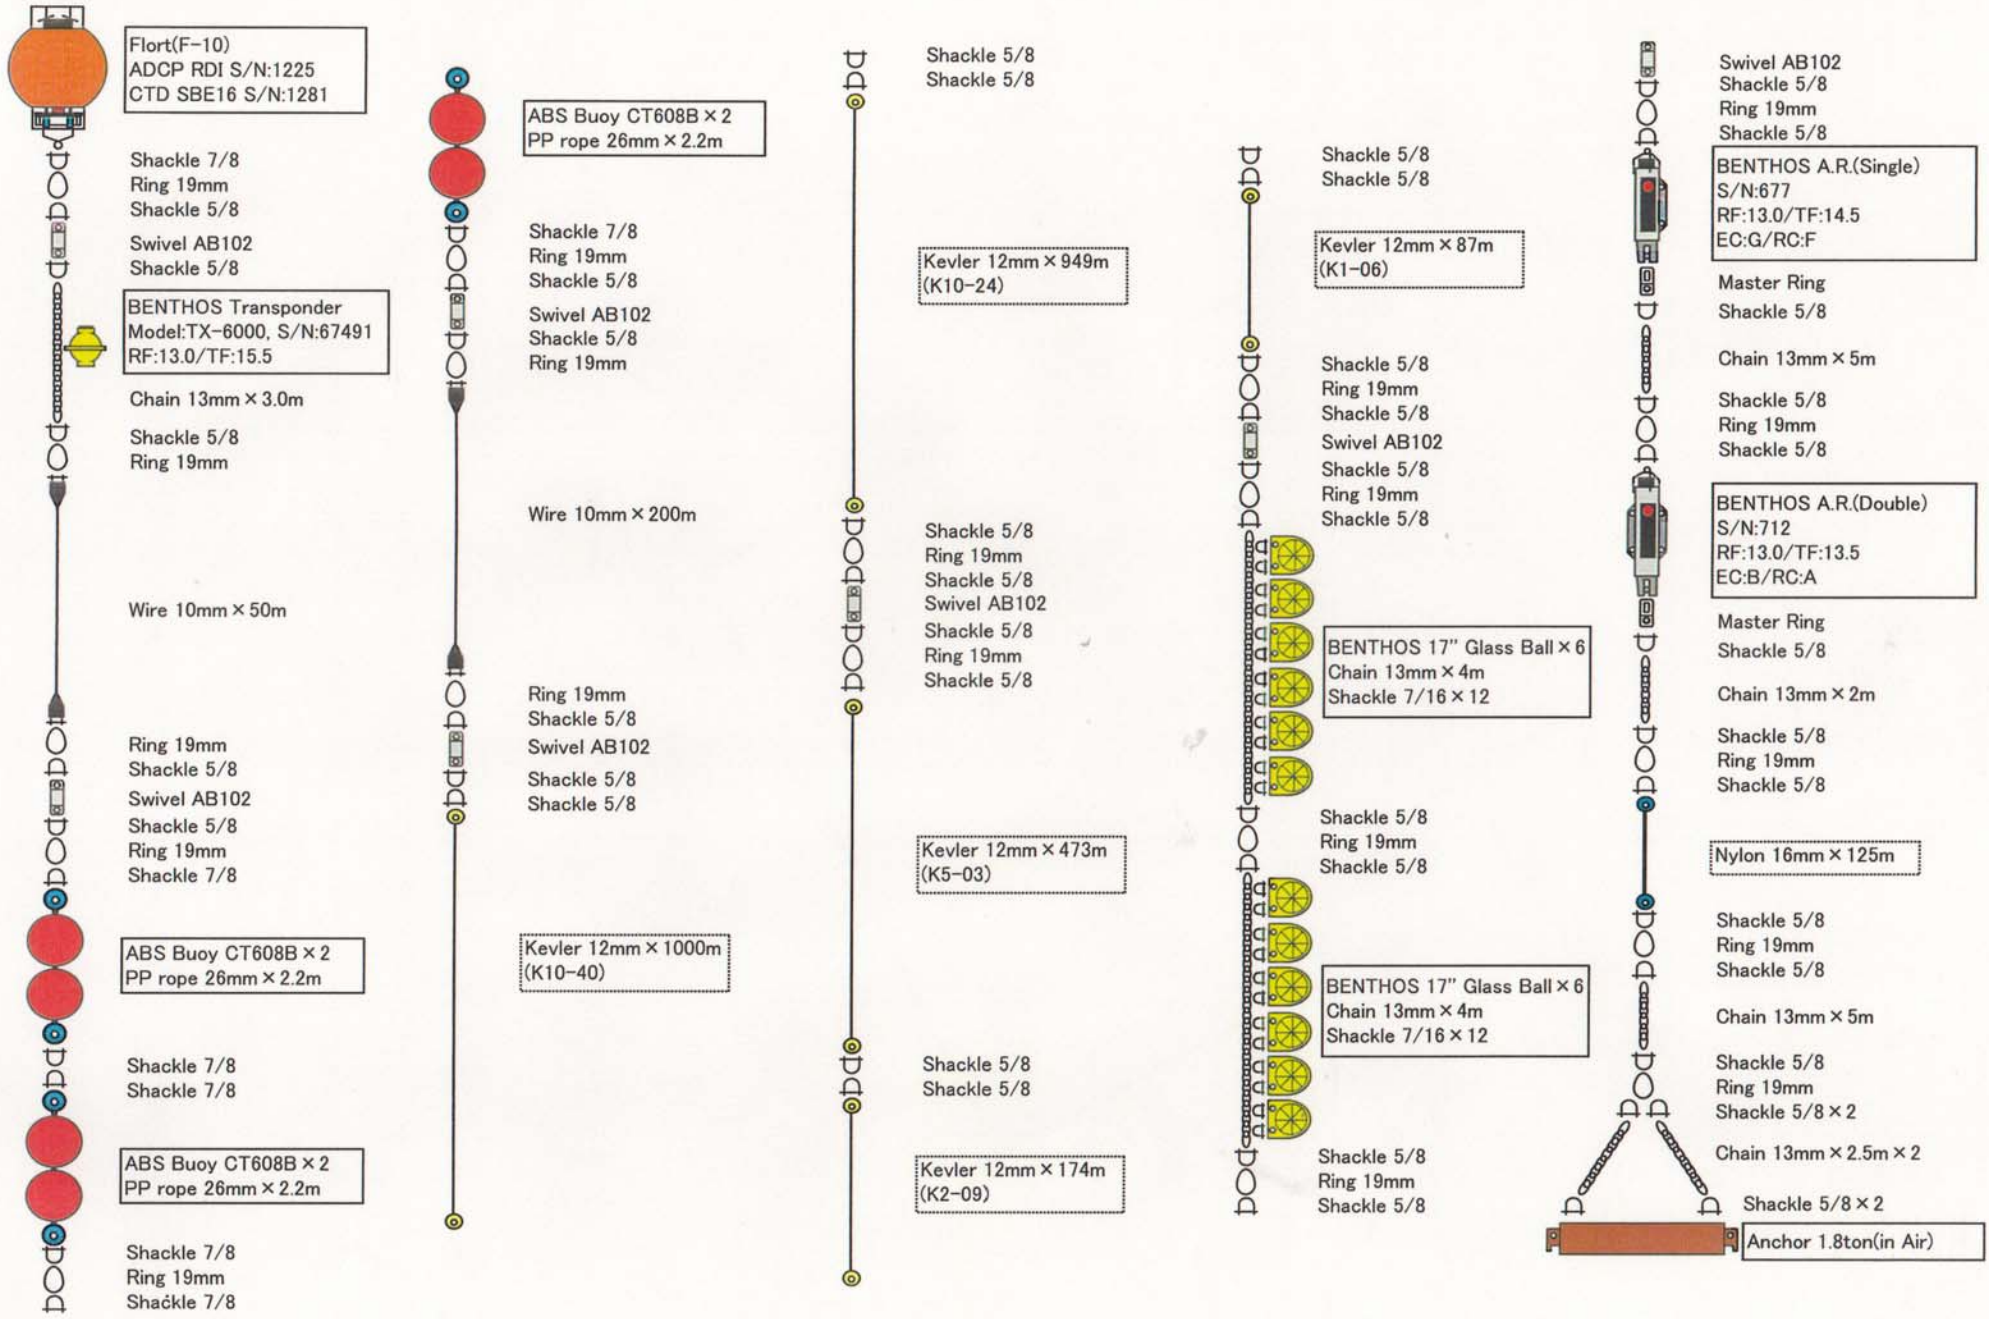 Flort(F-10)
ADCP RDI S/N:1225
CTD SBE16 S/N:1281
Shackle 7/8
Ring 19mm
Shackle 5/8
Swivel AB102
Shackle 5/8
BENTHOS Transponder
Model:TX-6000, S/N:67491
RF:13.0/TF:15.5
Chain 13mm×3.0m
Shackle 5/8
Ring 19mm
Wire 10mm×50m
Ring 19mm
Shackle 5/8
Swivel AB102
Shackle 5/8
Ring 19mm
Shackle 7/8
ABS Buoy CT608B×2
PP rope 26mm×2.2m
Shackle 7/8
Shackle 7/8
ABS Buoy CT608B×2
PP rope 26mm×2.2m
Shackle 7/8
Ring 19mm
Shackle 7/8
ABS Buoy CT608B×2
PP rope 26mm×2.2m
Shackle 7/8
Ring 19mm
Shackle 5/8
Swivel AB102
Shackle 5/8
Ring 19mm
Wire 10mm×200m
Ring 19mm
Shackle 5/8
Swivel AB102
Shackle 5/8
Shackle 5/8
Kevler 12mm×1000m
(K10-40)
Shackle 5/8
Shackle 5/8
Kevler 12mm×949m
(K10-24)
Shackle 5/8
Ring 19mm
Shackle 5/8
Swivel AB102
Shackle 5/8
Ring 19mm
Shackle 5/8
Kevler 12mm×473m
(K5-03)
Shackle 5/8
Shackle 5/8
Kevler 12mm×174m
(K2-09)
Shackle 5/8
Shackle 5/8
Kevler 12mm×87m
(K1-06)
Shackle 5/8
Ring 19mm
Shackle 5/8
Swivel AB102
Shackle 5/8
Ring 19mm
Shackle 5/8
BENTHOS 17" Glass Ball×6
Chain 13mm×4m
Shackle 7/16×12
Shackle 5/8
Ring 19mm
Shackle 5/8
BENTHOS 17" Glass Ball×6
Chain 13mm×4m
Shackle 7/16×12
Shackle 5/8
Ring 19mm
Shackle 5/8
Swivel AB102
Shackle 5/8
Ring 19mm
Shackle 5/8
BENTHOS A.R.(Single)
S/N:677
RF:13.0/TF:14.5
EC:G/RC:F
Master Ring
Shackle 5/8
Chain 13mm×5m
Shackle 5/8
Ring 19mm
Shackle 5/8
BENTHOS A.R.(Double)
S/N:712
RF:13.0/TF:13.5
EC:B/RC:A
Master Ring
Shackle 5/8
Chain 13mm×2m
Shackle 5/8
Ring 19mm
Shackle 5/8
Nylon 16mm×125m
Shackle 5/8
Ring 19mm
Shackle 5/8
Chain 13mm×5m
Shackle 5/8
Ring 19mm
Shackle 5/8×2
Chain 13mm×2.5m×2
Shackle 5/8×2
Anchor 1.8ton(in Air)